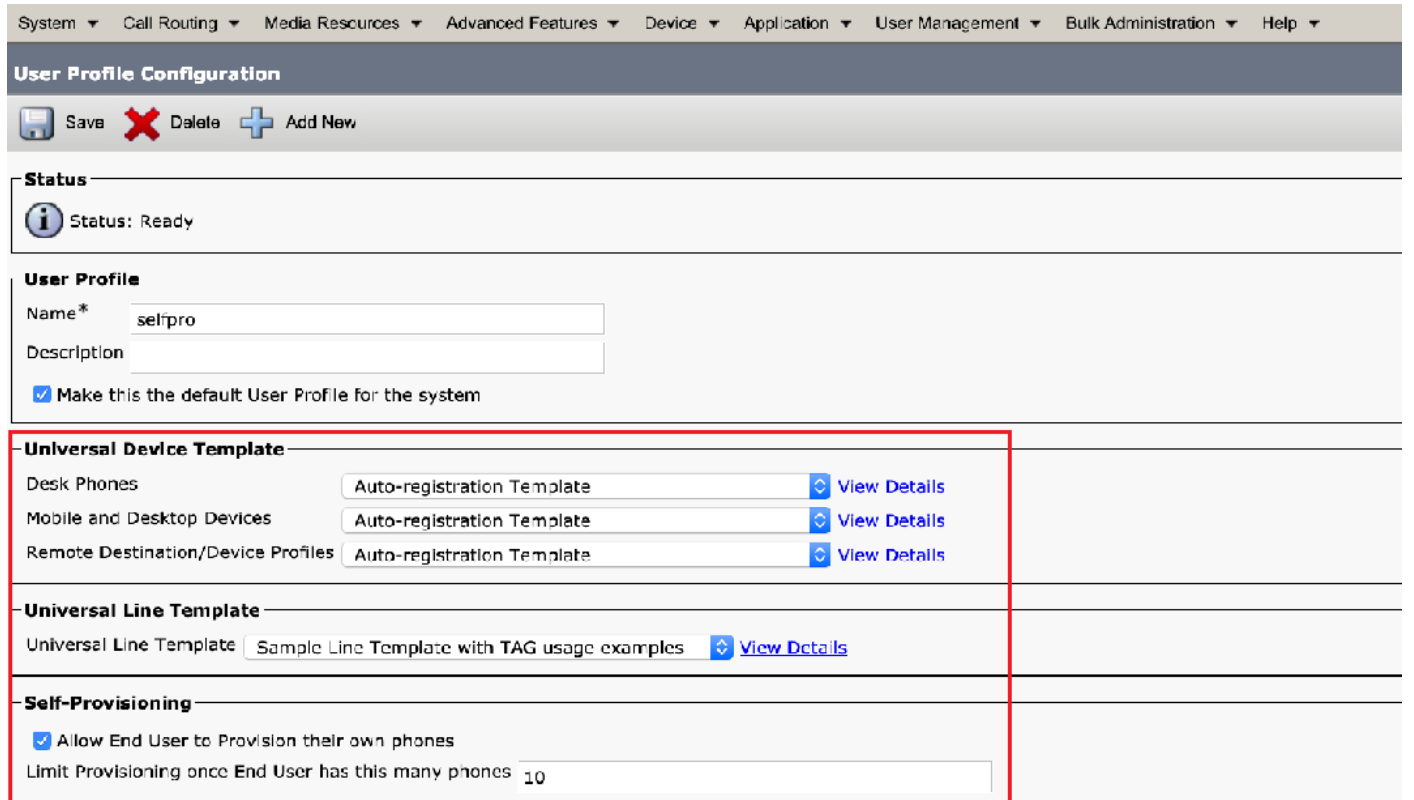 System Call Routing Media Resources Advanced Features Device Application User Management Bulk Administration Help
User Profile Configuration
Save Delete Add New
Status
Status: Ready
User Profile
Name* selfpro
Description
Make this the default User Profile for the system
Universal Device Template
Desk Phones Auto-registration Template View Details
Mobile and Desktop Devices Auto-registration Template View Details
Remote Destination/Device Profiles Auto-registration Template View Details
Universal Line Template
Universal Line Template Sample Line Template with TAG usage examples View Details
Self-Provisioning
Allow End User to Provision their own phones
Limit Provisioning once End User has this many phones 10